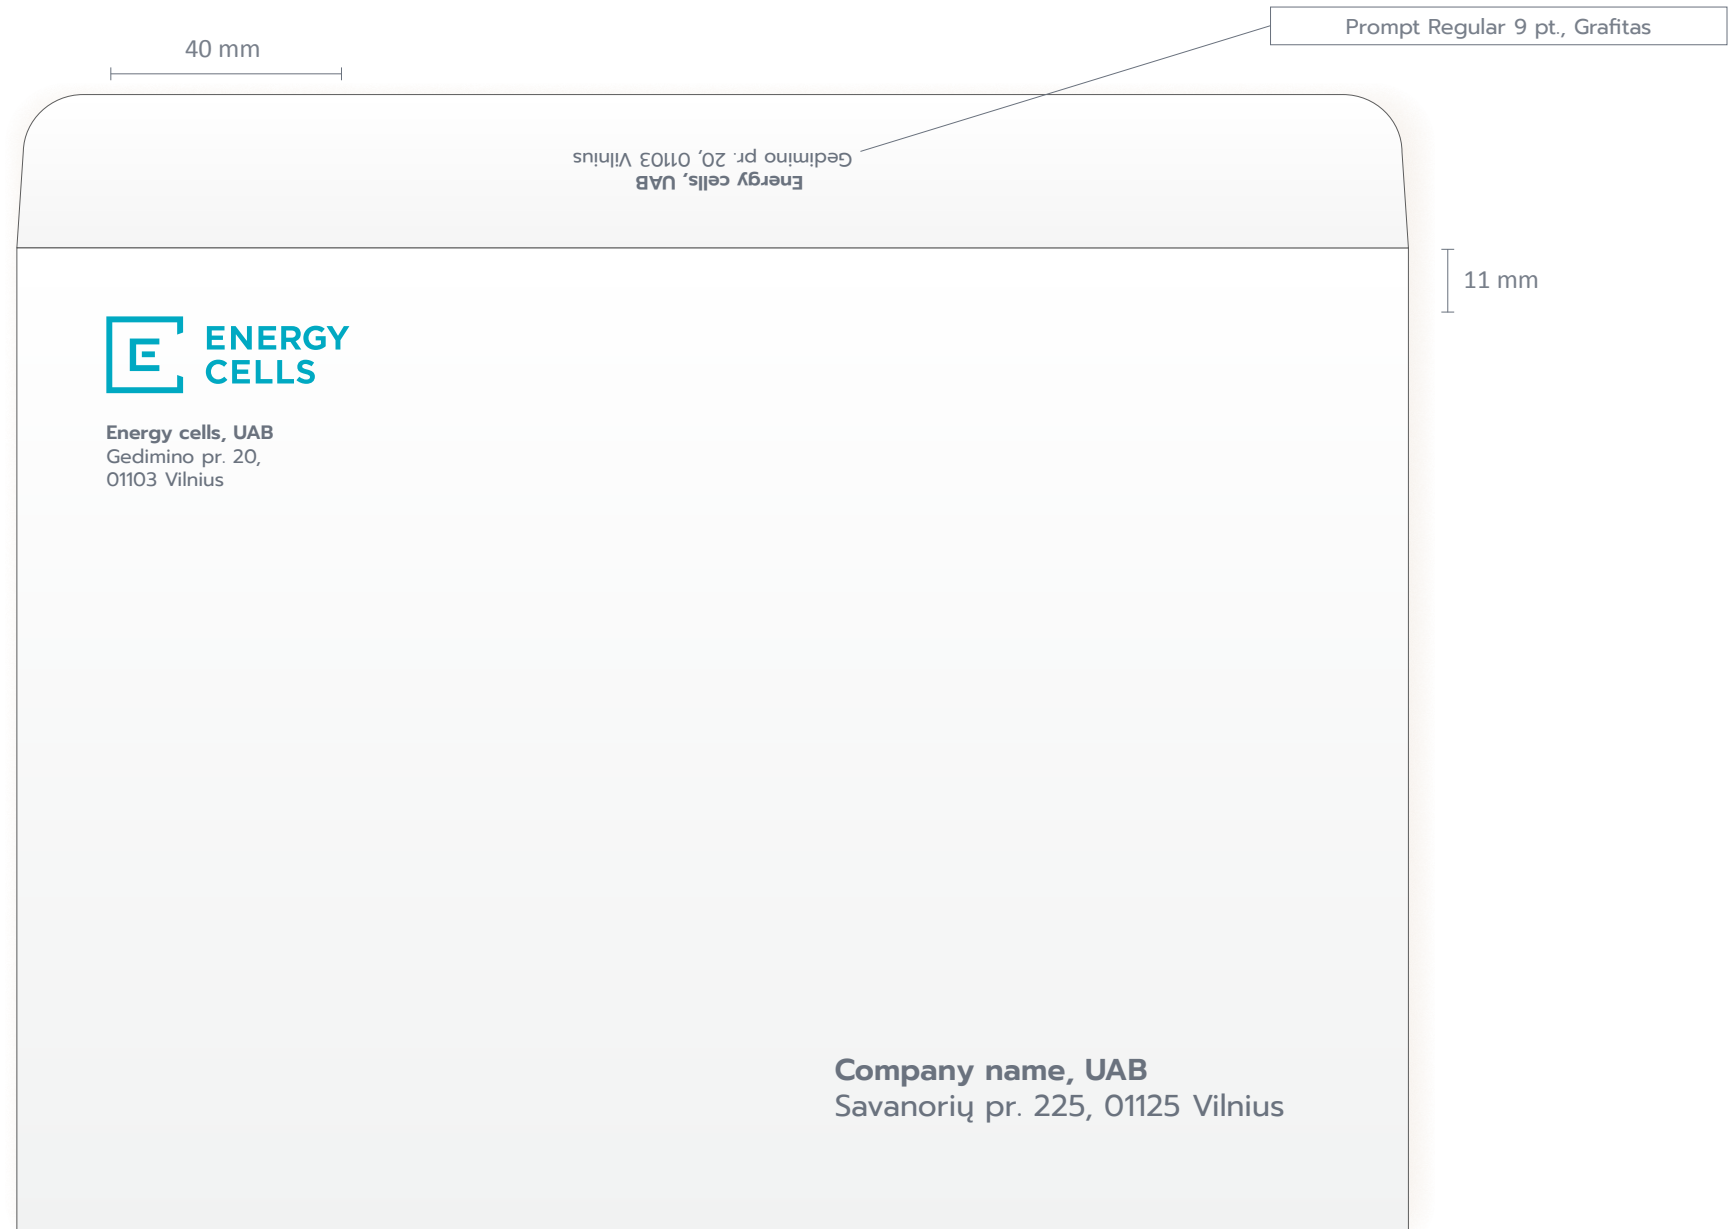 Prompt Regular 9 pt., Grafitas
40 mm
Energy cells, UAB
Gedimino pr. 20, 01103 Vilnius
11 mm
E ENERGY
CELLS
Energy cells, UAB
Gedimino pr. 20,
01103 Vilnius
Company name, UAB
Savanorių pr. 225, 01125 Vilnius